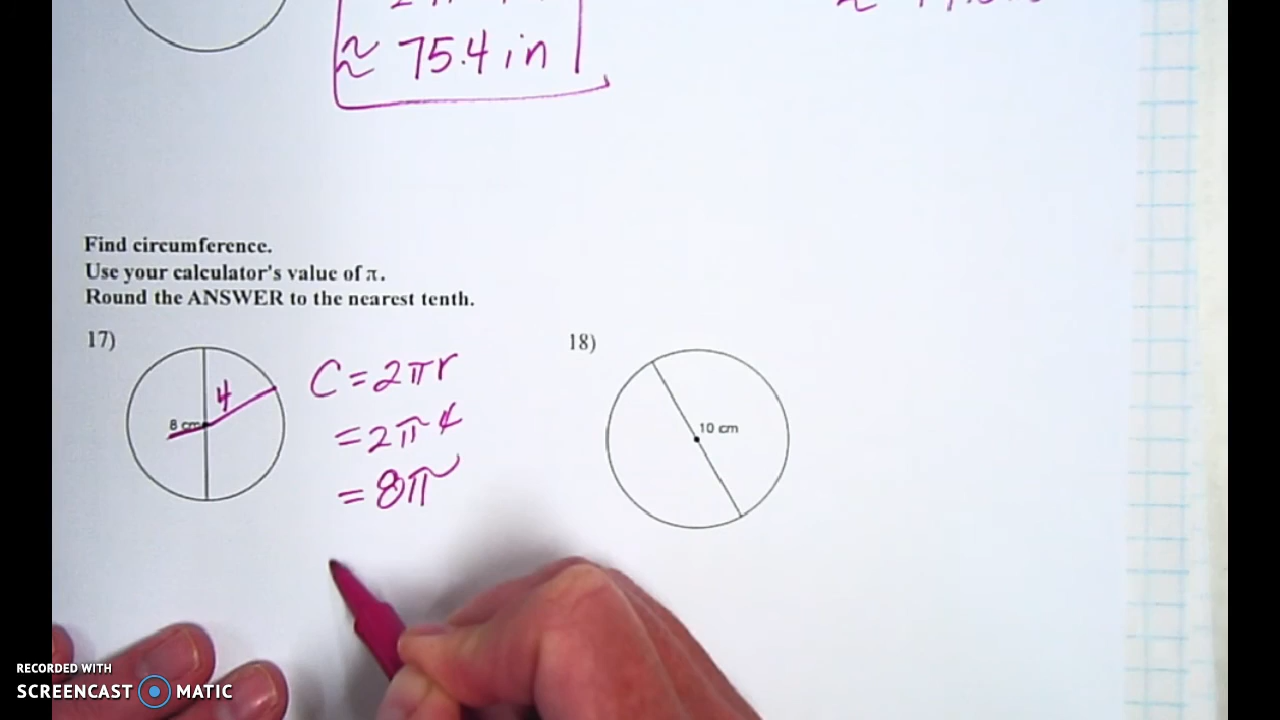 ≈ 75.4 in
Find circumference.
Use your calculator's value of π.
Round the ANSWER to the nearest tenth.
17)
4
8 cm
C = 2πr
= 2π4
= 8π
18)
10 cm
RECORDED WITH
SCREENCAST MATIC